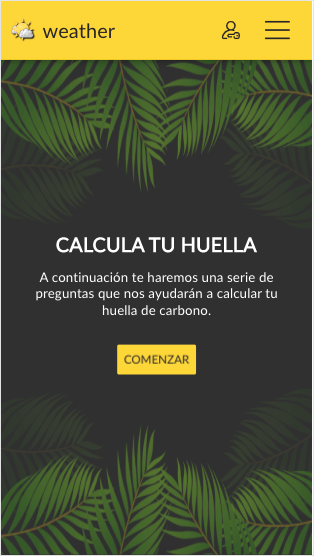 weather
CALCULA TU HUELLA
A continuación te haremos una serie de
preguntas que nos ayudarán a calcular tu
huella de carbono.
COMENZAR